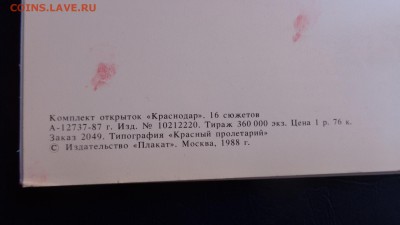 COINS.LAVE.RU
Комплект открыток «Краснодар». 16 сюжетов
А-12737-87 г. Изд. № 10212220. Тираж 360 000 экз. Цена 1 р. 76 к.
Заказ 2049. Типография «Красный пролетарий»
© Издательство «Плакат». Москва, 1988 г.